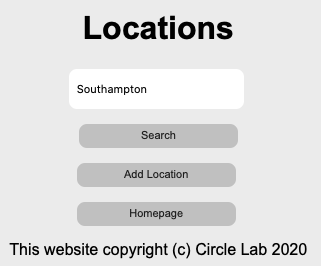 Locations
Southampton
Search
Add Location
Homepage
This website copyright (c) Circle Lab 2020